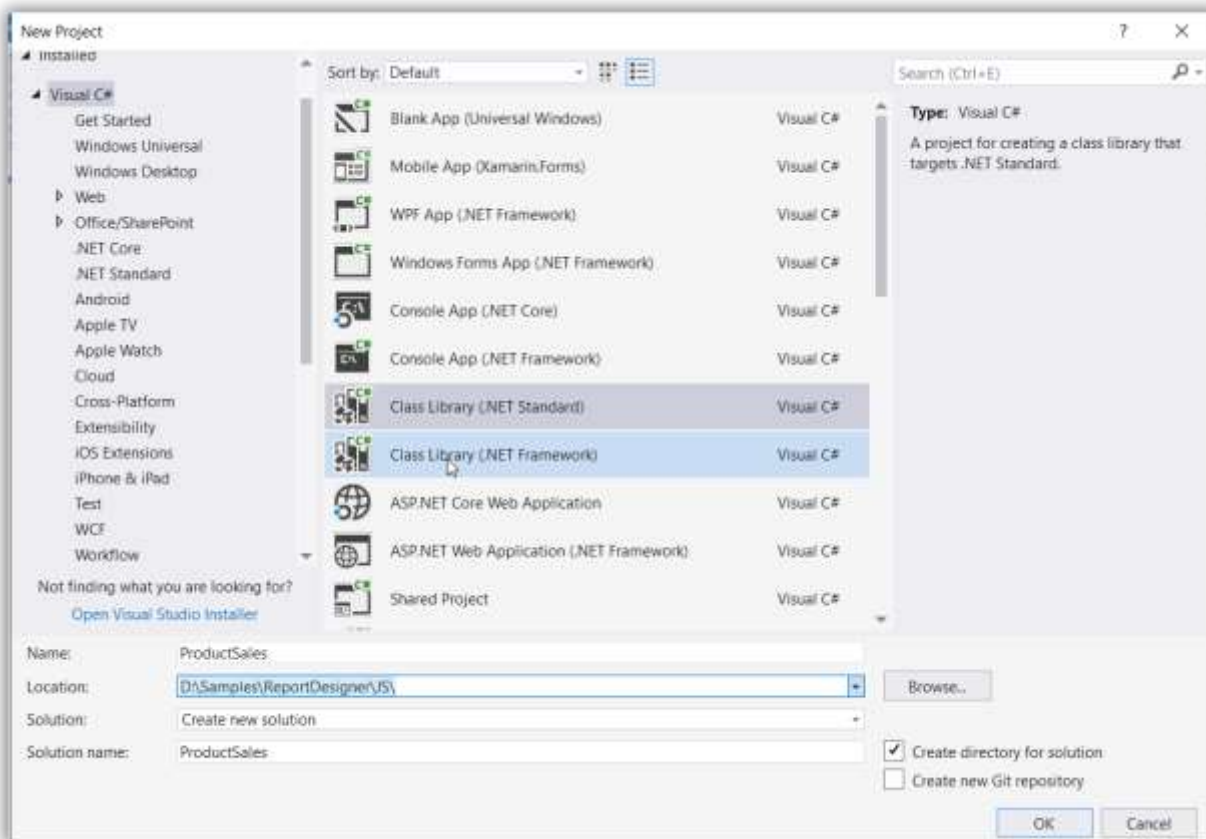 New Project
Installed
Visual C#
Get Started
Windows Universal
Windows Desktop
Web
Office/SharePoint
.NET Core
.NET Standard
Android
Apple TV
Apple Watch
Cloud
Cross-Platform
Extensibility
iOS Extensions
iPhone & iPad
Test
WCF
Workflow
Not finding what you are looking for?
Open Visual Studio Installer
Sort by: Default
Blank App (Universal Windows) Visual C#
Mobile App (Xamarin.Forms) Visual C#
WPF App (.NET Framework) Visual C#
Windows Forms App (.NET Framework) Visual C#
Console App (.NET Core) Visual C#
Console App (.NET Framework) Visual C#
Class Library (.NET Standard) Visual C#
Class Library (.NET Framework) Visual C#
ASP.NET Core Web Application Visual C#
ASP.NET Web Application (.NET Framework) Visual C#
Shared Project Visual C#
Search (Ctrl+E)
Type: Visual C#
A project for creating a class library that
targets .NET Standard.
Name: ProductSales
Location: D:\Samples\ReportDesigner\JS\
Browse...
Solution: Create new solution
Solution name: ProductSales
Create directory for solution
Create new Git repository
OK Cancel